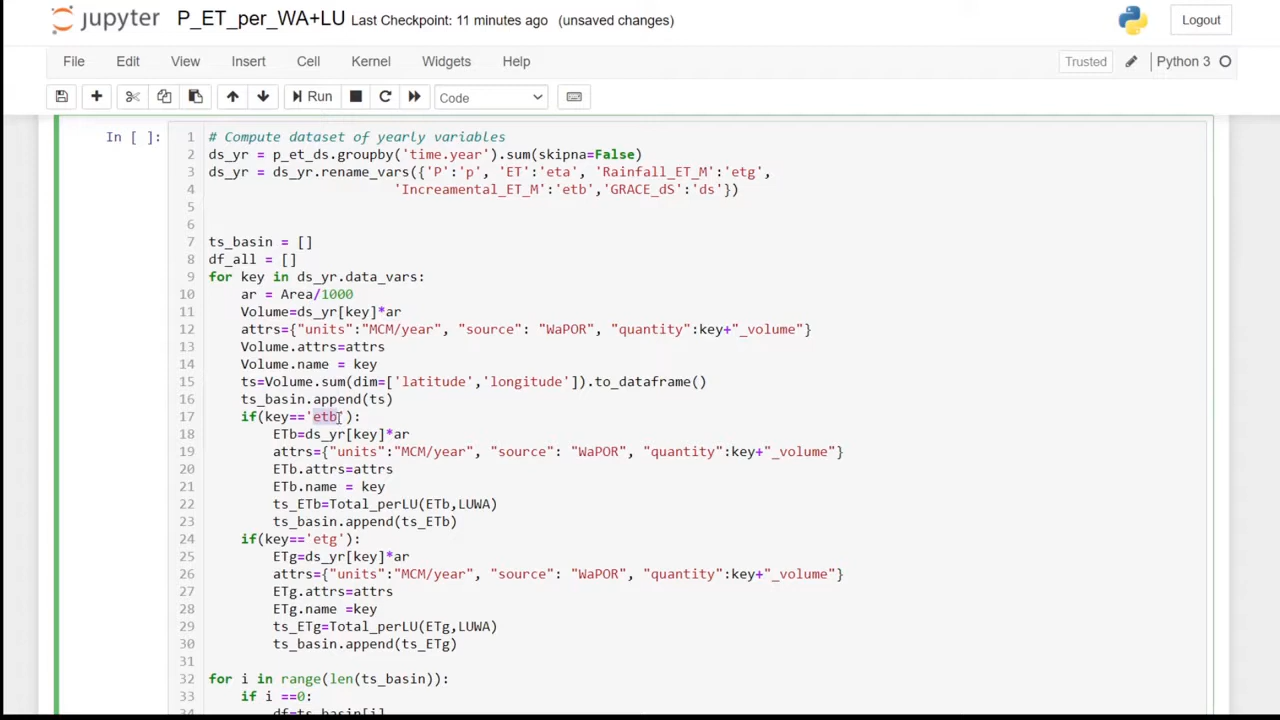 jupyter P_ET_per_WA+LU Last Checkpoint: 11 minutes ago (unsaved changes) Logout
File Edit View Insert Cell Kernel Widgets Help Trusted Python 3
Run Code
In [ ]:
1 # Compute dataset of yearly variables
2 ds_yr = p_et_ds.groupby('time.year').sum(skipna=False)
3 ds_yr = ds_yr.rename_vars({'P':'p', 'ET':'eta', 'Rainfall_ET_M':'etg',
4 'Increamental_ET_M':'etb','GRACE_dS':'ds'})
5
6
7 ts_basin = []
8 df_all = []
9 for key in ds_yr.data_vars:
10 ar = Area/1000
11 Volume=ds_yr[key]*ar
12 attrs={"units":"MCM/year", "source": "WaPOR", "quantity":key+"_volume"}
13 Volume.attrs=attrs
14 Volume.name = key
15 ts=Volume.sum(dim=['latitude','longitude']).to_dataframe()
16 ts_basin.append(ts)
17 if(key=='etb'):
18 ETb=ds_yr[key]*ar
19 attrs={"units":"MCM/year", "source": "WaPOR", "quantity":key+"_volume"}
20 ETb.attrs=attrs
21 ETb.name = key
22 ts_ETb=Total_perLU(ETb,LUWA)
23 ts_basin.append(ts_ETb)
24 if(key=='etg'):
25 ETg=ds_yr[key]*ar
26 attrs={"units":"MCM/year", "source": "WaPOR", "quantity":key+"_volume"}
27 ETg.attrs=attrs
28 ETg.name =key
29 ts_ETg=Total_perLU(ETg,LUWA)
30 ts_basin.append(ts_ETg)
31
32 for i in range(len(ts_basin)):
33 if i ==0:
34 df=ts_basin[i]